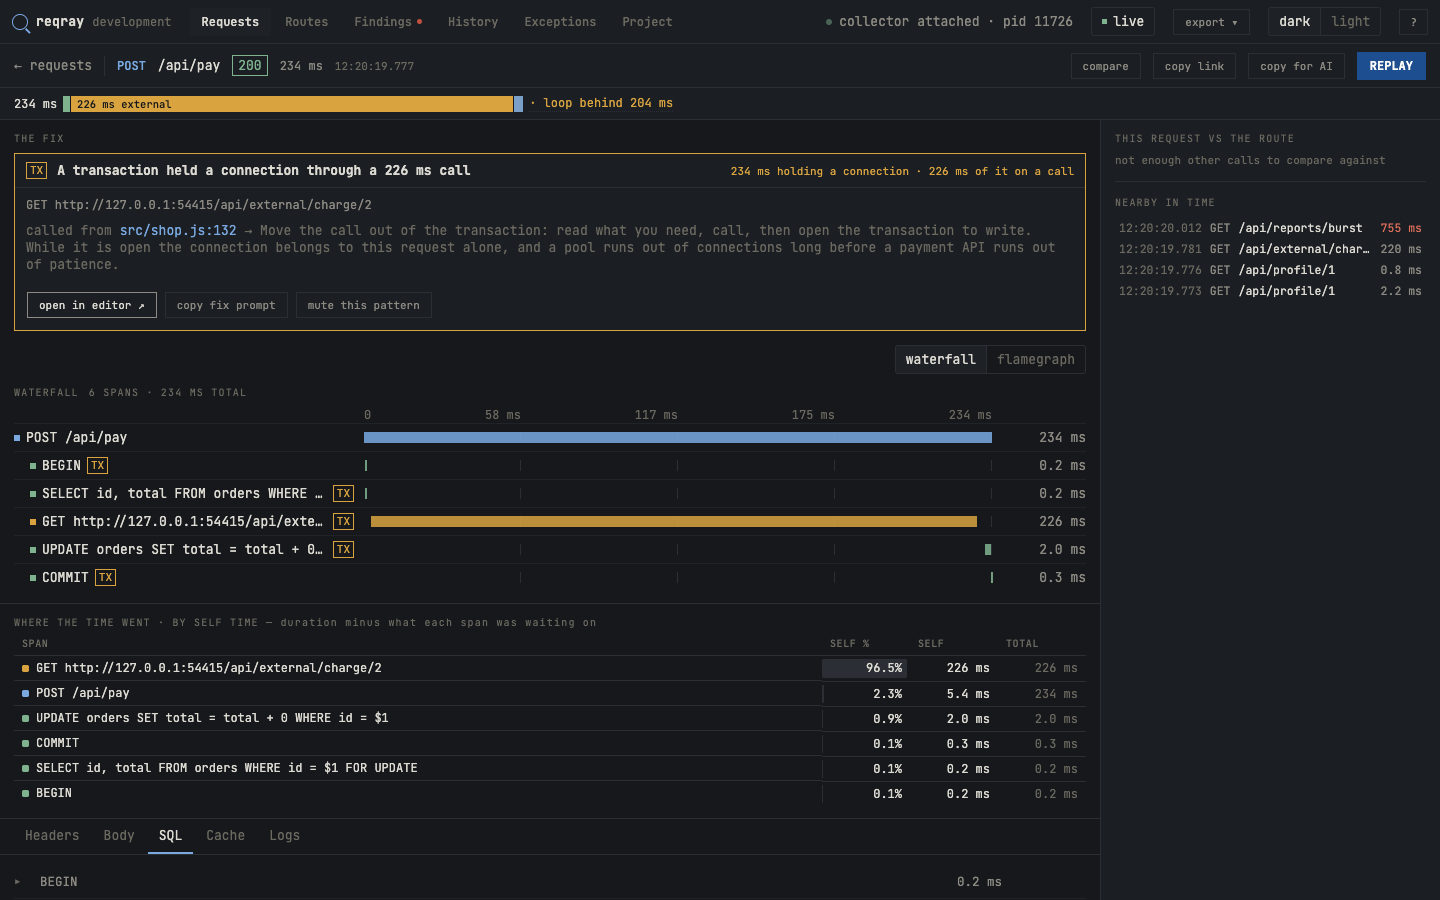 reqray development Requests Routes Findings History Exceptions Project collector attached · pid 11726 live export ▾ dark light ?
← requests POST /api/pay 200 234 ms 12:20:19.777 compare copy link copy for AI REPLAY
234 ms 226 ms external · loop behind 204 ms
THE FIX
TX A transaction held a connection through a 226 ms call 234 ms holding a connection · 226 ms of it on a call
GET http://127.0.0.1:54415/api/external/charge/2
called from src/shop.js:132 → Move the call out of the transaction: read what you need, call, then open the transaction to write.
While it is open the connection belongs to this request alone, and a pool runs out of connections long before a payment API runs out
of patience.
open in editor ↗ copy fix prompt mute this pattern
waterfall flamegraph
WATERFALL 6 SPANS · 234 MS TOTAL
0 58 ms 117 ms 175 ms 234 ms
POST /api/pay 234 ms
BEGIN TX 0.2 ms
SELECT id, total FROM orders WHERE … TX 0.2 ms
GET http://127.0.0.1:54415/api/exte… TX 226 ms
UPDATE orders SET total = total + 0… TX 2.0 ms
COMMIT TX 0.3 ms
WHERE THE TIME WENT · BY SELF TIME — duration minus what each span was waiting on
SPAN SELF % SELF TOTAL
GET http://127.0.0.1:54415/api/external/charge/2 96.5% 226 ms 226 ms
POST /api/pay 2.3% 5.4 ms 234 ms
UPDATE orders SET total = total + 0 WHERE id = $1 0.9% 2.0 ms 2.0 ms
COMMIT 0.1% 0.3 ms 0.3 ms
SELECT id, total FROM orders WHERE id = $1 FOR UPDATE 0.1% 0.2 ms 0.2 ms
BEGIN 0.1% 0.2 ms 0.2 ms
Headers Body SQL Cache Logs
▸ BEGIN 0.2 ms
THIS REQUEST VS THE ROUTE
not enough other calls to compare against
NEARBY IN TIME
12:20:20.012 GET /api/reports/burst 755 ms
12:20:19.781 GET /api/external/char… 220 ms
12:20:19.776 GET /api/profile/1 0.8 ms
12:20:19.773 GET /api/profile/1 2.2 ms